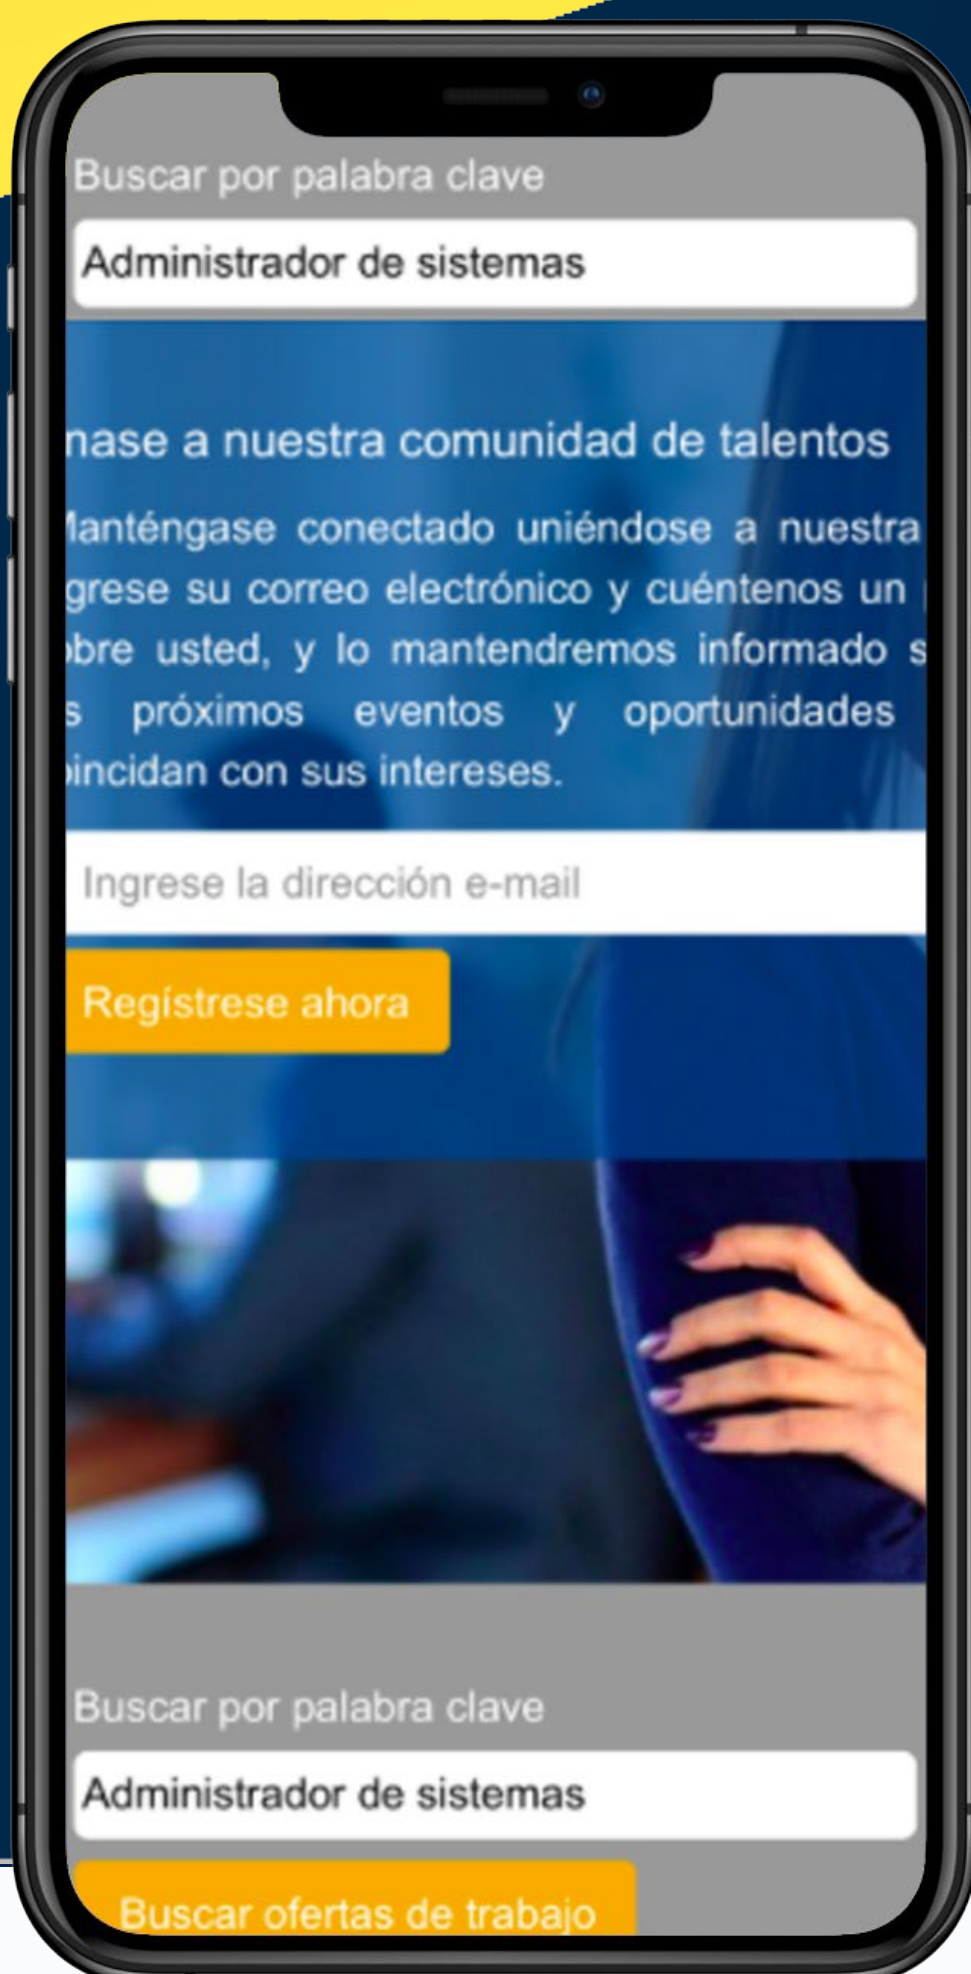 Buscar por palabra clave
Administrador de sistemas
nase a nuestra comunidad de talentos
Manténgase conectado uniéndose a nuestra
grese su correo electrónico y cuéntenos un
bre usted, y lo mantendremos informado s
s próximos eventos y oportunidades
incidan con sus intereses.
Ingrese la dirección e-mail
Regístrese ahora
Buscar por palabra clave
Administrador de sistemas
Buscar ofertas de trabajo